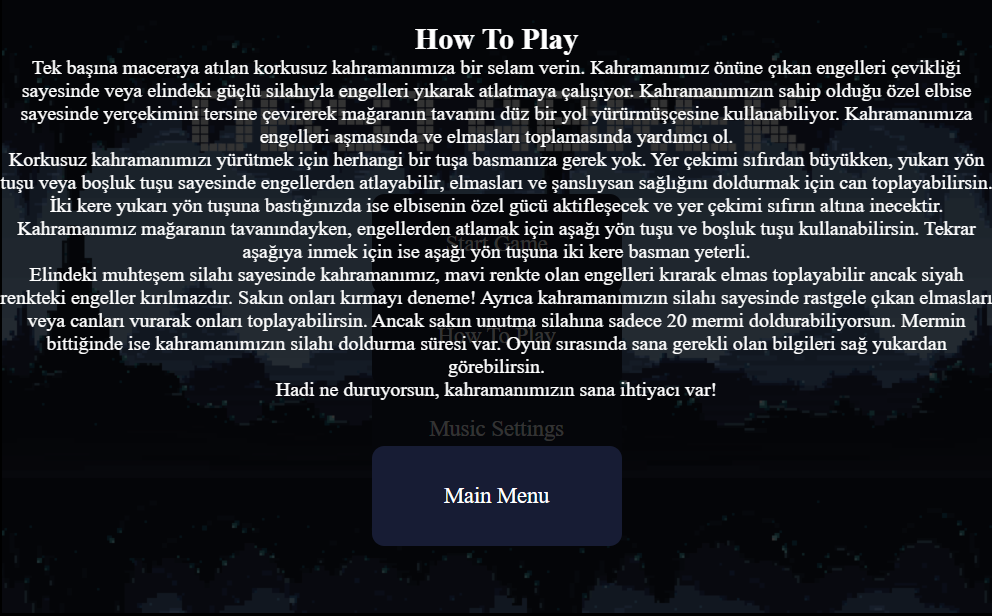 How To Play
Tek başına maceraya atılan korkusuz kahramanımıza bir selam verin. Kahramanımız önüne çıkan engelleri çevikliği
sayesinde veya elindeki güçlü silahıyla engelleri yıkarak atlatmaya çalışıyor. Kahramanımızın sahip olduğu özel elbise
sayesinde yerçekimini tersine çevirerek mağaranın tavanını düz bir yol yürürmüşçesine kullanabiliyor. Kahramanımıza
engelleri aşmasında ve elmasları toplamasında yardımcı ol.
Korkusuz kahramanımızı yürütmek için herhangi bir tuşa basmanıza gerek yok. Yer çekimi sıfırdan büyükken, yukarı yön
tuşu veya boşluk tuşu sayesinde engellerden atlayabilir, elmasları ve şanslıysan sağlığını doldurmak için can toplayabilirsin.
İki kere yukarı yön tuşuna bastığınızda ise elbisenin özel gücü aktifleşecek ve yer çekimi sıfırın altına inecektir.
Kahramanımız mağaranın tavanındayken, engellerden atlamak için aşağı yön tuşu ve boşluk tuşu kullanabilirsin. Tekrar
Start Game
aşağıya inmek için ise aşağı yön tuşuna iki kere basman yeterli.
Elindeki muhteşem silahı sayesinde kahramanımız, mavi renkte olan engelleri kırarak elmas toplayabilir ancak siyah
renkteki engeller kırılmazdır. Sakın onları kırmayı deneme! Ayrıca kahramanımızın silahı sayesinde rastgele çıkan elmasları
veya canları vurarak onları toplayabilirsin. Ancak sakın unutma silahına sadece 20 mermi doldurabiliyorsun. Mermin
How To Play
bittiğinde ise kahramanımızın silahı doldurma süresi var. Oyun sırasında sana gerekli olan bilgileri sağ yukardan
görebilirsin.
Hadi ne duruyorsun, kahramanımızın sana ihtiyacı var!
Music Settings
Main Menu